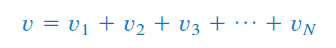 v = v₁ + v₂ + v₃ + ⋯ + v_N